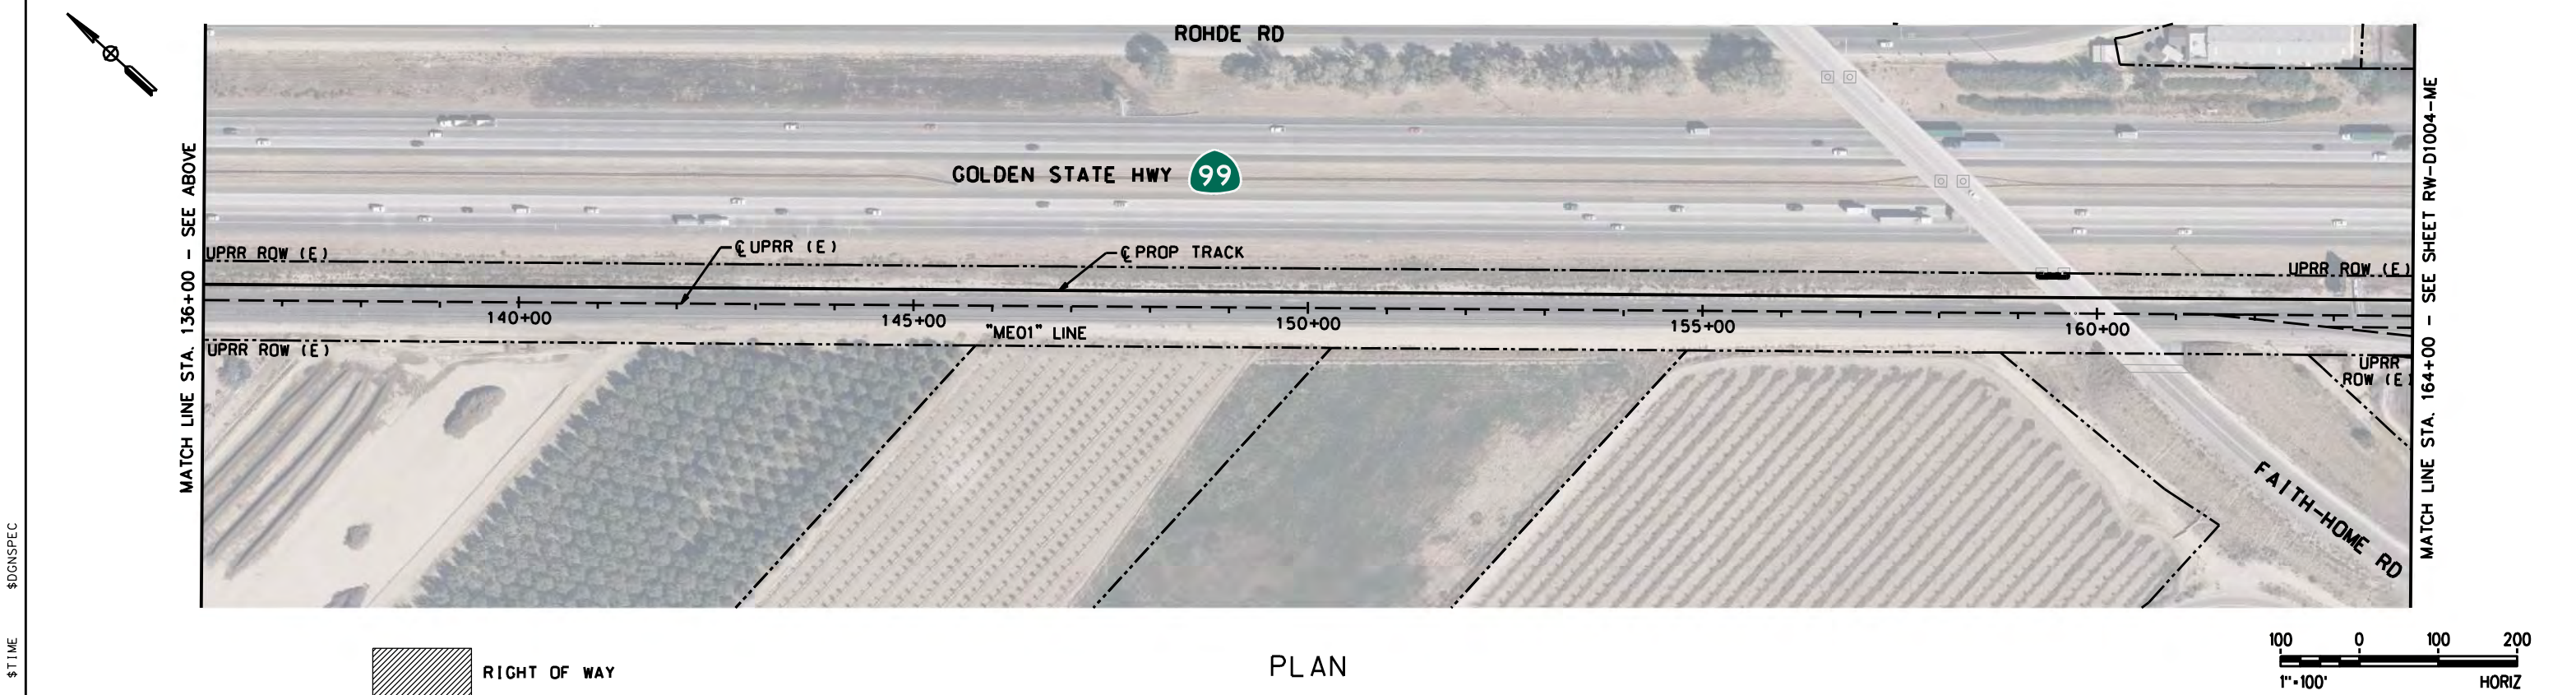 ROHDE RD
GOLDEN STATE HWY 99
MATCH LINE STA. 136+00 - SEE ABOVE
MATCH LINE STA. 164+00 - SEE SHEET RW-D1004-ME
UPRR ROW (E)
℄ UPRR (E)
℄ PROP TRACK
UPRR ROW (E)
140+00
145+00
"ME01" LINE
150+00
155+00
160+00
UPRR ROW (E)
UPRR
ROW (E)
FAITH-HOME RD
$TIME $DGNSPEC
RIGHT OF WAY
PLAN
100 0 100 200
1"=100' HORIZ